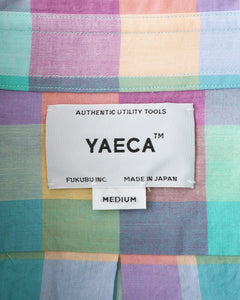 AUTHENTIC UTILITY TOOLS
YAECA™
FUKUBU INC. MADE IN JAPAN
MEDIUM